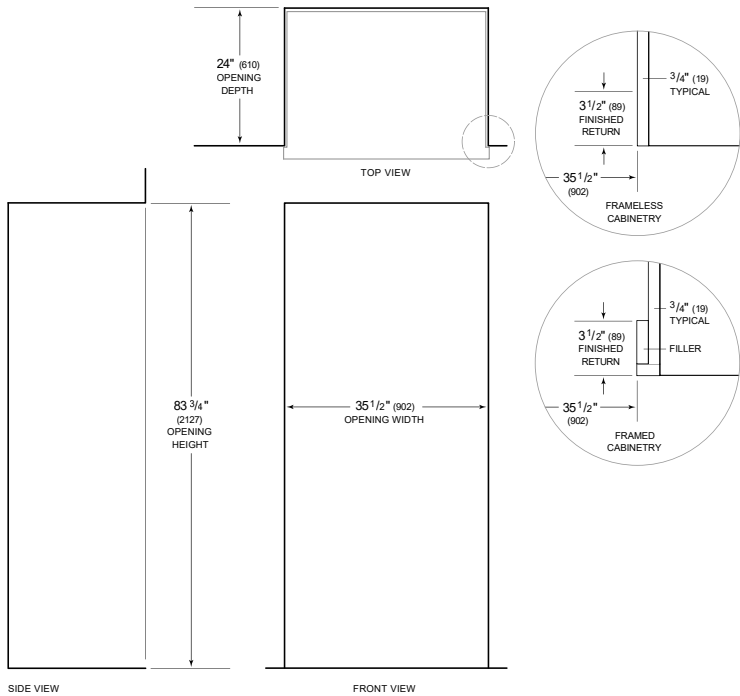 24" (610)
OPENING
DEPTH
TOP VIEW
3/4" (19)
TYPICAL
3 1/2" (89)
FINISHED
RETURN
35 1/2"
(902)
FRAMELESS
CABINETRY
3/4" (19)
TYPICAL
3 1/2" (89)
FINISHED
RETURN
FILLER
35 1/2"
(902)
FRAMED
CABINETRY
83 3/4"
(2127)
OPENING
HEIGHT
35 1/2" (902)
OPENING WIDTH
SIDE VIEW
FRONT VIEW